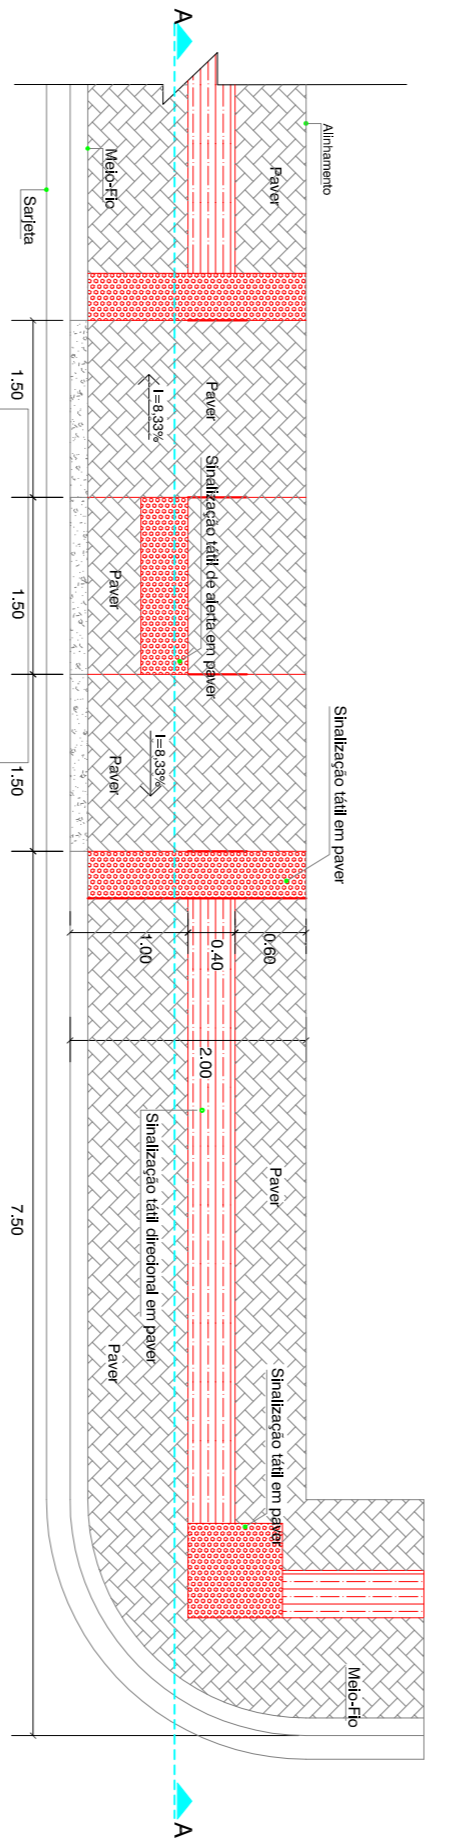 A
Alinhamento
Paver
Meio-Fio
Sarjeta
1.50
I=8,33%
Paver
Sinalização tátil de alerta em paver
1.50
Paver
1.50
I=8,33%
Paver
Sinalização tátil em paver
0.60
0.40
1.00
2.00
Sinalização tátil direcional em paver
Paver
7.50
Paver
Sinalização tátil em paver
Meio-Fio
A